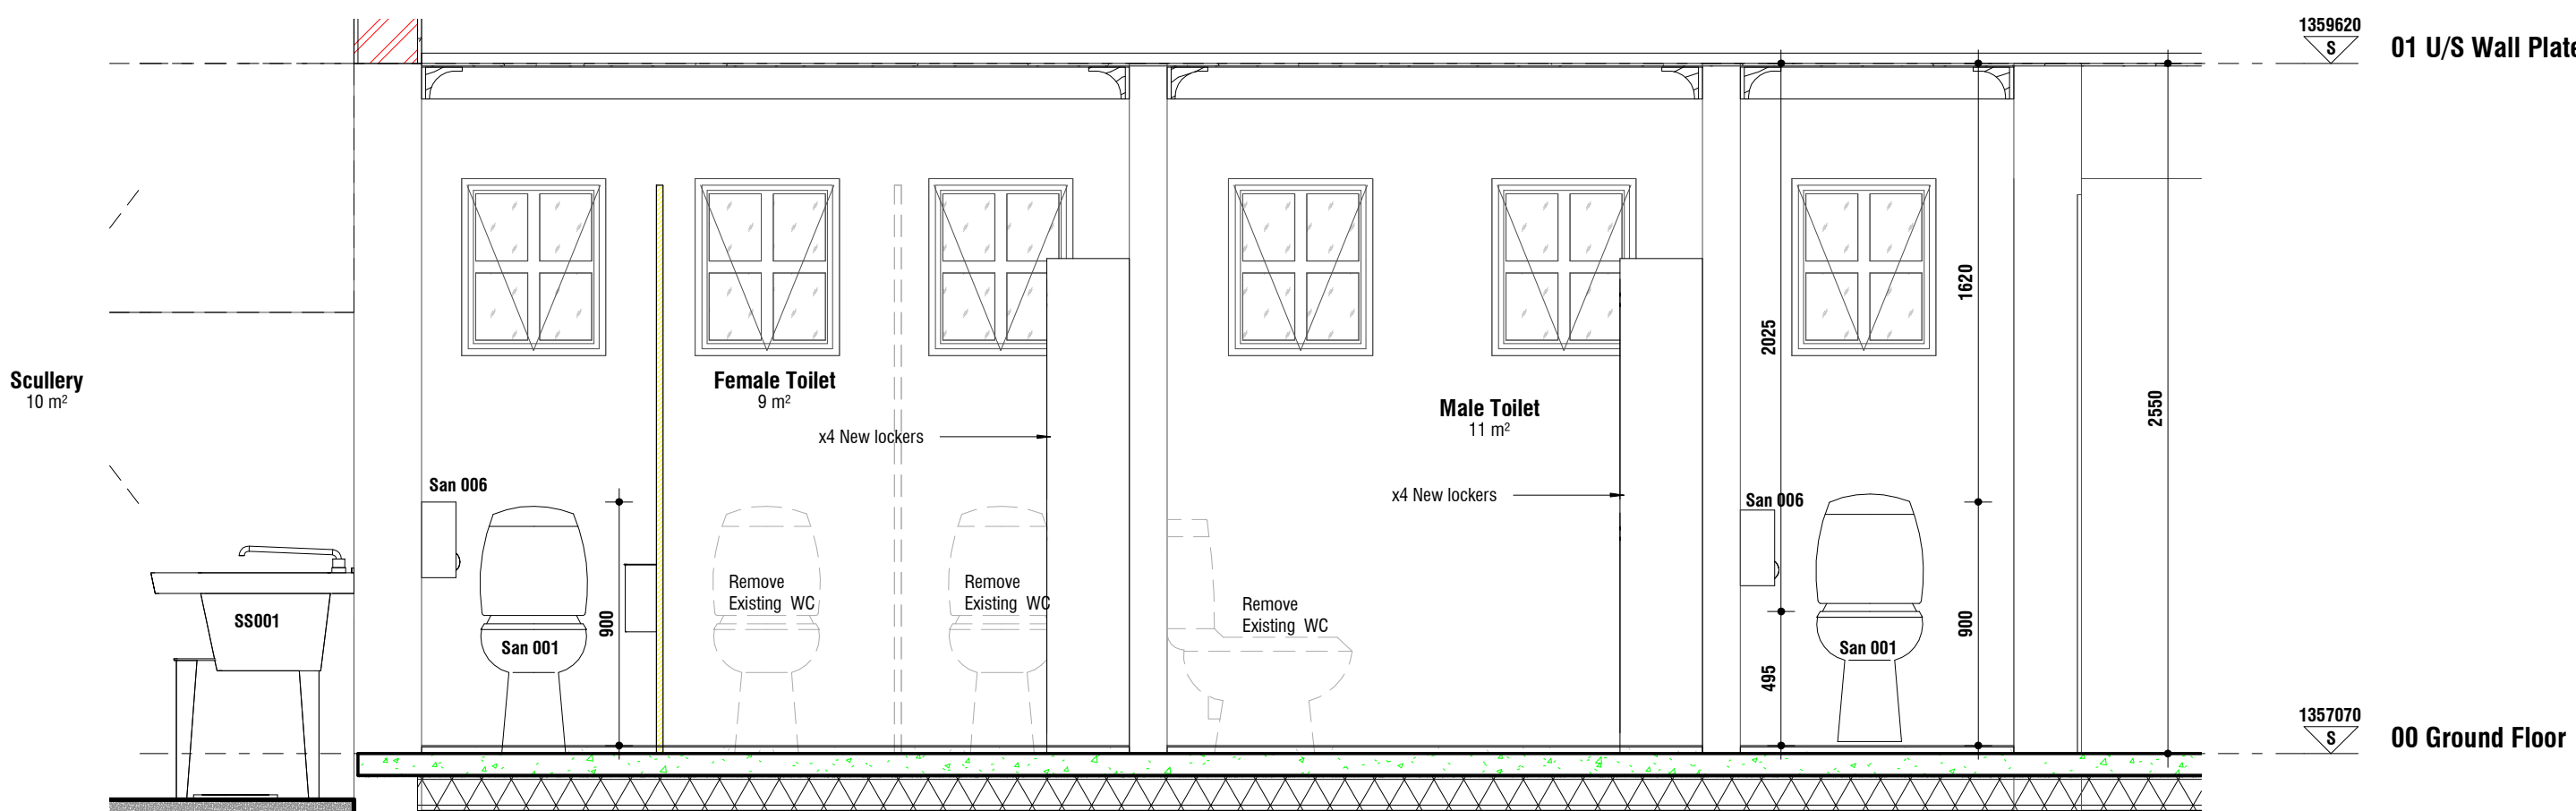 1359620
S
01 U/S Wall Plate
1620
2025
2550
Scullery
10 m²
Female Toilet
9 m²
Male Toilet
11 m²
x4 New lockers
x4 New lockers
San 006
San 006
Remove
Existing WC
Remove
Existing WC
Remove
Existing WC
SS001
900
900
San 001
San 001
495
1357070
S
00 Ground Floor